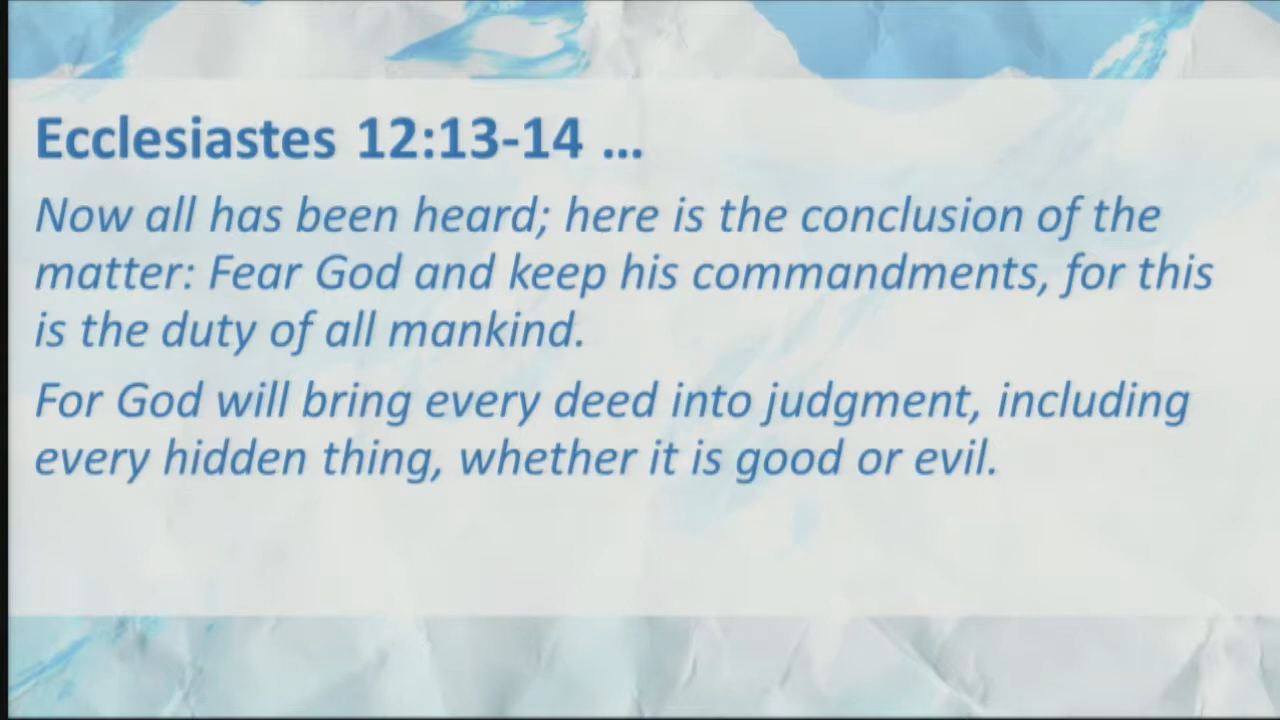 Ecclesiastes 12:13-14 ...
Now all has been heard; here is the conclusion of the
matter: Fear God and keep his commandments, for this
is the duty of all mankind.
For God will bring every deed into judgment, including
every hidden thing, whether it is good or evil.